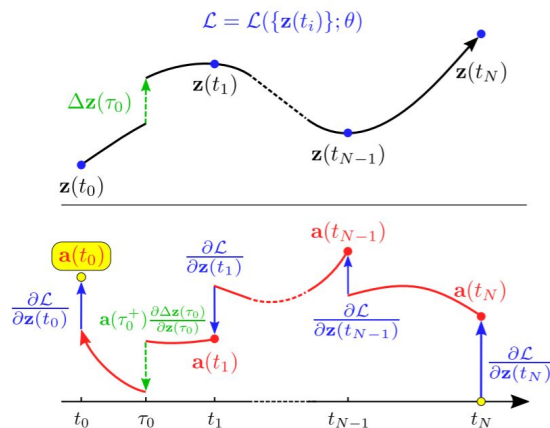 ℒ = ℒ({z(tᵢ)}; θ)
z(t_N)
Δz(τ₀)
z(t₁)
z(t₀)
z(t_{N−1})
a(t₀)
∂ℒ/∂z(t₀)
a(τ₀⁺) ∂Δz(τ₀)/∂z(τ₀)
∂ℒ/∂z(t₁)
a(t₁)
a(t_{N−1})
∂ℒ/∂z(t_{N−1})
a(t_N)
∂ℒ/∂z(t_N)
t₀ τ₀ t₁ t_{N−1} t_N